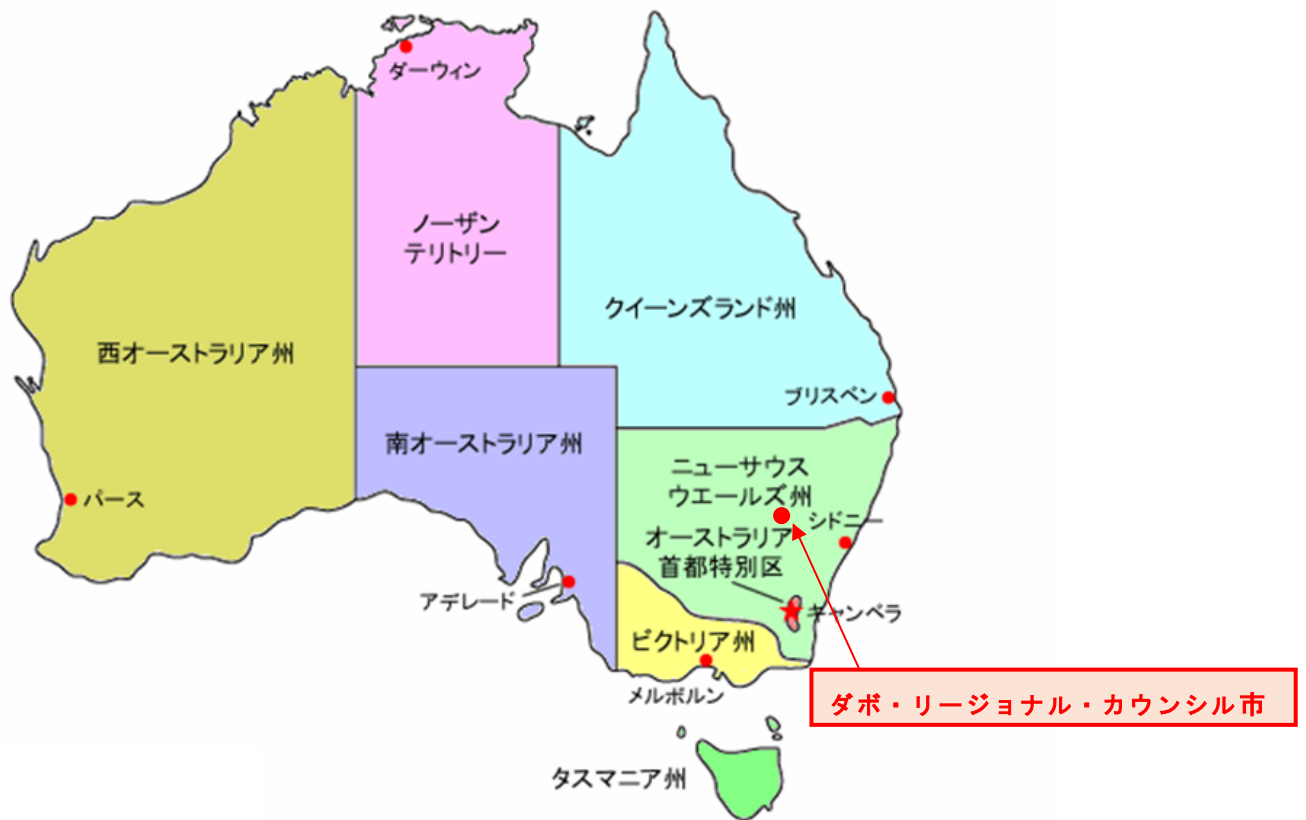 ダーウィン
ノーザン
テリトリー
クイーンズランド州
西オーストラリア州
ブリスベン
南オーストラリア州
ニューサウス
ウエールズ州
パース
シドニー
オーストラリア
首都特別区
アデレード
キャンベラ
ビクトリア州
メルボルン
ダボ・リージョナル・カウンシル市
タスマニア州